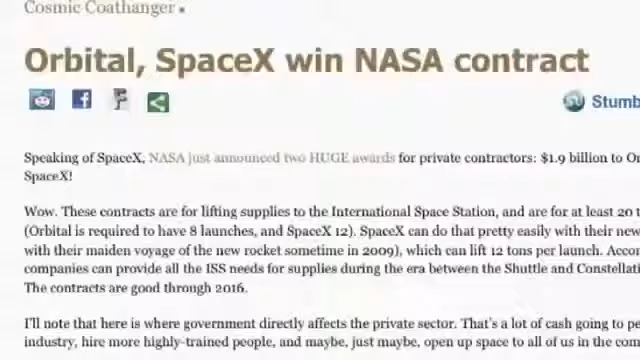 Cosmic Coathanger
Orbital, SpaceX win NASA contract
Stumb
Speaking of SpaceX, NASA just announced two HUGE awards for private contractors: $1.9 billion to O
SpaceX!
Wow. These contracts are for lifting supplies to the International Space Station, and are for at least 20 t
(Orbital is required to have 8 launches, and SpaceX 12). SpaceX can do that pretty easily with their new
with their maiden voyage of the new rocket sometime in 2009), which can lift 12 tons per launch. Accor
companies can provide all the ISS needs for supplies during the era between the Shuttle and Constellati
The contracts are good through 2016.
I'll note that here is where government directly affects the private sector. That's a lot of cash going to pe
industry, hire more highly-trained people, and maybe, just maybe, open up space to all of us in the com